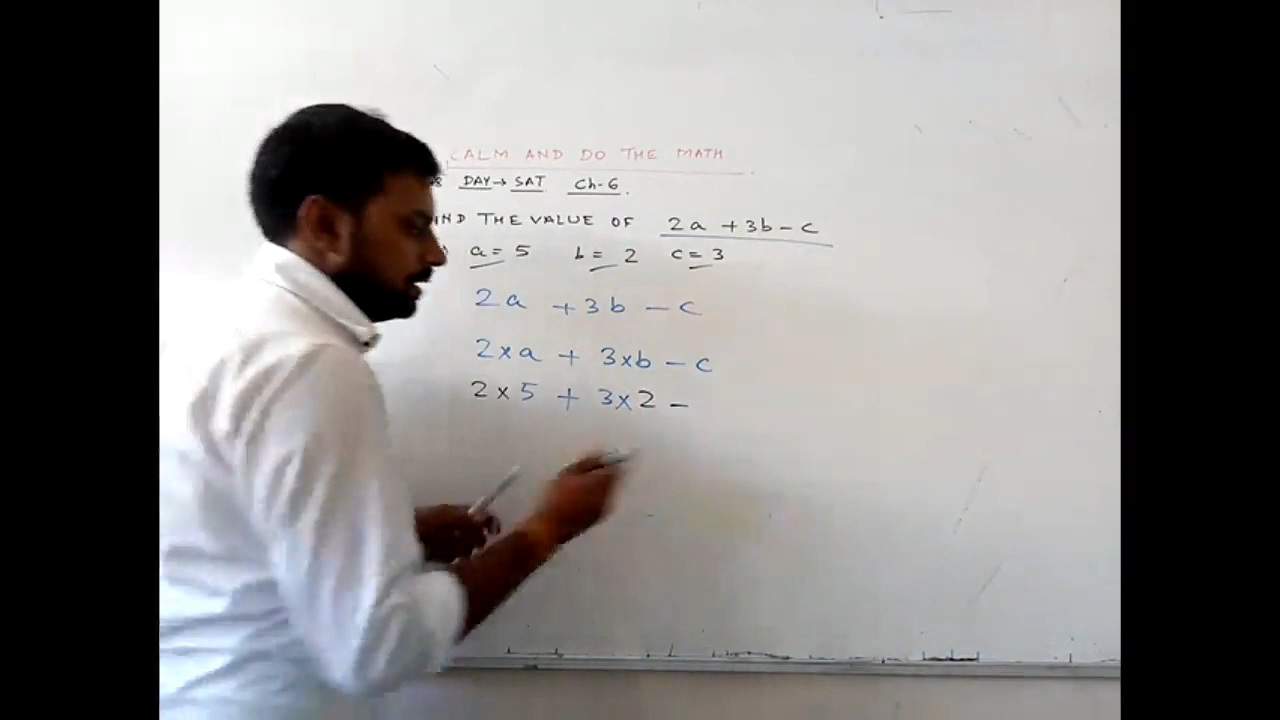 CALM AND DO THE MATH
DAY → SAT Ch-6.
FIND THE VALUE OF 2a + 3b - c
a = 5 b = 2 c = 3
2a + 3b - c
2 x a + 3 x b - c
2 x 5 + 3 x 2 -